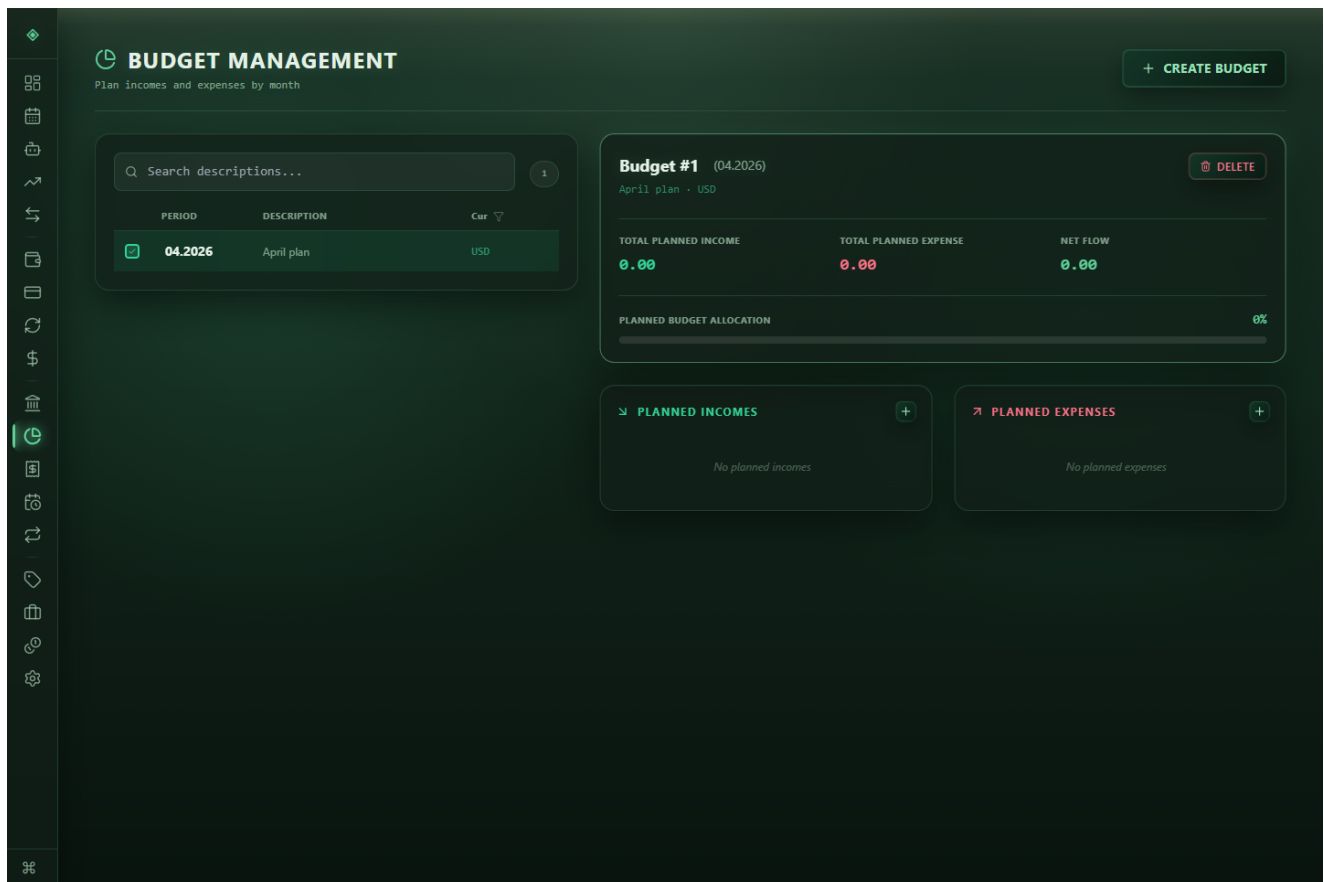 BUDGET MANAGEMENT
Plan incomes and expenses by month
+ CREATE BUDGET
Search descriptions...
1
PERIOD DESCRIPTION Cur
04.2026 April plan USD
Budget #1 (04.2026)
DELETE
April plan · USD
TOTAL PLANNED INCOME TOTAL PLANNED EXPENSE NET FLOW
0.00 0.00 0.00
PLANNED BUDGET ALLOCATION 0%
PLANNED INCOMES +
No planned incomes
PLANNED EXPENSES +
No planned expenses